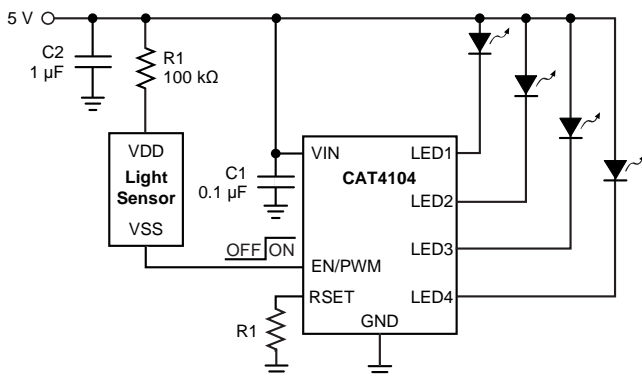 5 V
C2
1 µF
R1
100 kΩ
VDD
Light
Sensor
VSS
C1
0.1 µF
OFF ON
VIN
LED1
CAT4104
LED2
LED3
EN/PWM
RSET
LED4
GND
R1